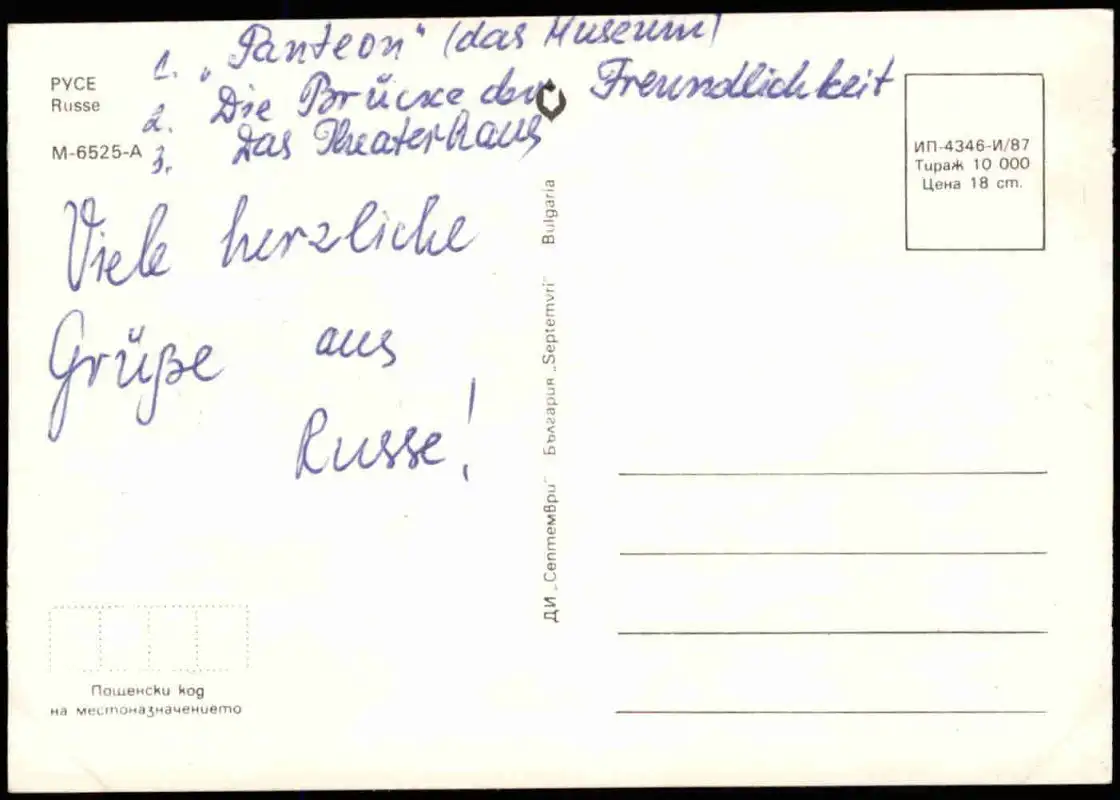 РУСЕ
Russe
М-6525-А
1. „Panteon“ (das Museum)
2. Die Brücke der Freundlichkeit
3. Das Theaterhaus
Viele herzliche
Grüße aus
Russe!
Пощенски код
на местоназначението
ДИ „Септември“ България „Septemvri“ Bulgaria
ИП-4346-И/87
Тираж 10 000
Цена 18 ст.